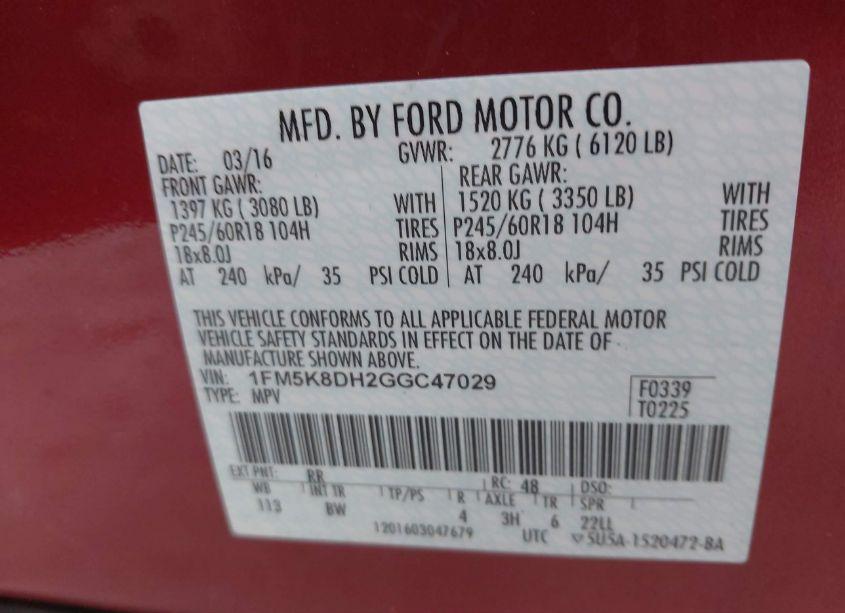 MFD. BY FORD MOTOR CO.
DATE: 03/16 GVWR: 2776 KG ( 6120 LB)
FRONT GAWR: REAR GAWR:
1397 KG ( 3080 LB) WITH 1520 KG ( 3350 LB) WITH
P245/60R18 104H TIRES P245/60R18 104H TIRES
18x8.0J RIMS 18x8.0J RIMS
AT 240 kPa/ 35 PSI COLD AT 240 kPa/ 35 PSI COLD
THIS VEHICLE CONFORMS TO ALL APPLICABLE FEDERAL MOTOR
VEHICLE SAFETY STANDARDS IN EFFECT ON THE DATE OF
MANUFACTURE SHOWN ABOVE.
VIN: 1FM5K8DH2GGC47029
TYPE: MPV
F0339
T0225
EXT PNT: RR RC: 48 DSO:
WB INT TR TP/PS R AXLE TR SPR
113 BW 4 3H 6 22LL
1201603047679 UTC ▽5U5A-1520472-BA